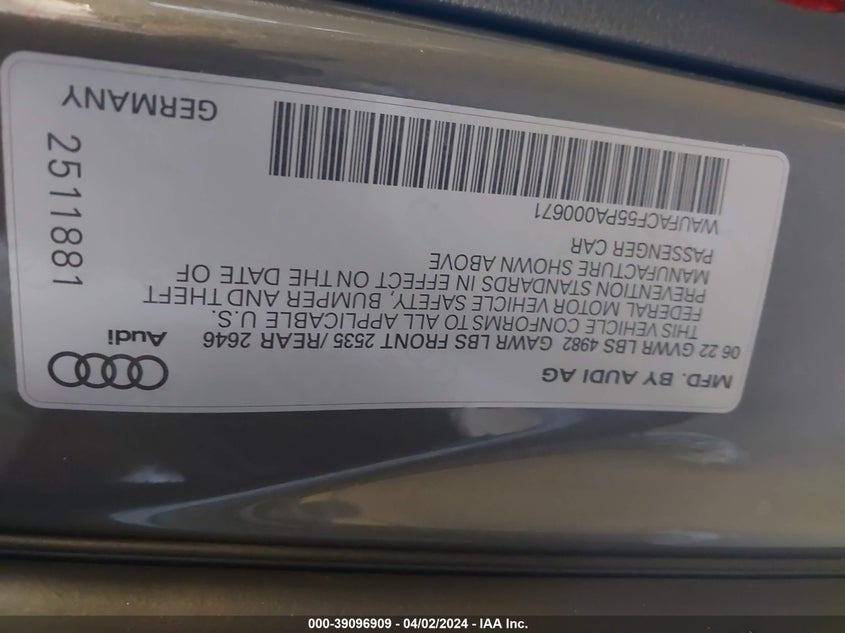 MFD. BY AUDI AG
06 22 GVWR LBS 4982 GAWR LBS FRONT 2535 / REAR 2646
THIS VEHICLE CONFORMS TO ALL APPLICABLE U.S.
FEDERAL MOTOR VEHICLE SAFETY, BUMPER AND THEFT
PREVENTION STANDARDS IN EFFECT ON THE DATE OF
MANUFACTURE SHOWN ABOVE
PASSENGER CAR
WAUFACF55PA000671
Audi
2511881
GERMANY
000-39096909 - 04/02/2024 - IAA Inc.